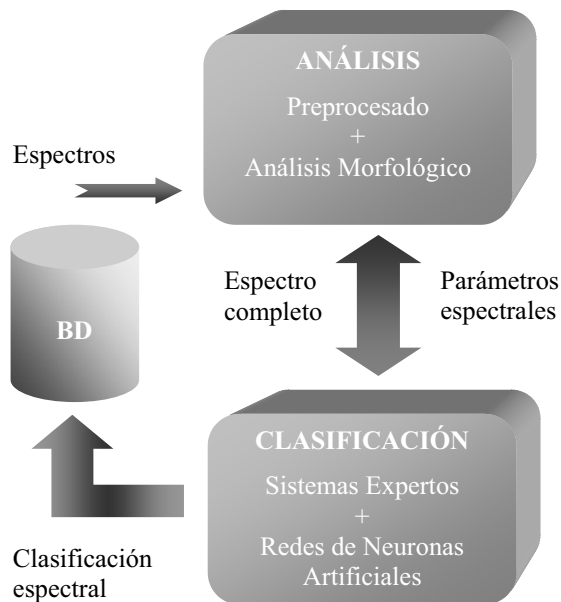 ANÁLISIS
Preprocesado
+
Análisis Morfológico
Espectros
BD
Espectro
completo
Parámetros
espectrales
CLASIFICACIÓN
Sistemas Expertos
+
Redes de Neuronas
Artificiales
Clasificación
espectral